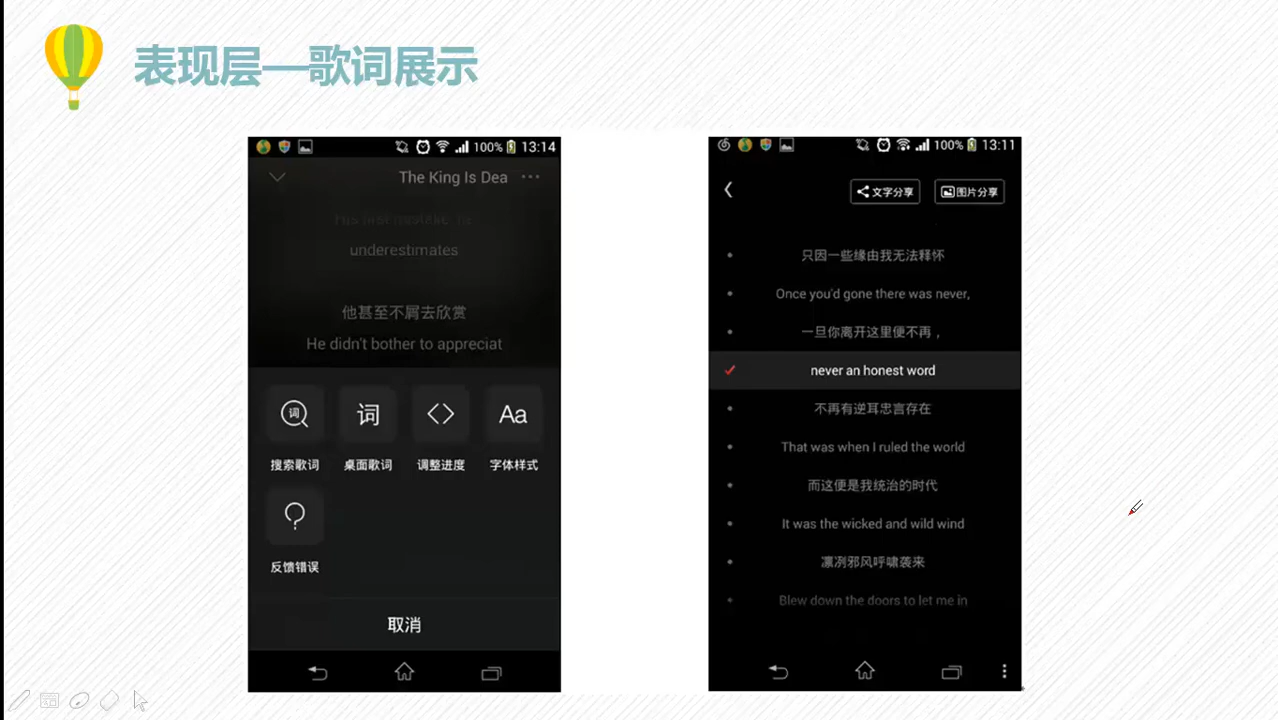 表现层—歌词展示
100% 13:14
The King Is Dea
His last mistake, he
underestimates
他甚至不屑去欣赏
He didn't bother to appreciat
词 词 Aa
搜索歌词 桌面歌词 调整进度 字体样式
反馈错误
取消
100% 13:11
文字分享 图片分享
只因一些缘由我无法释怀
Once you'd gone there was never,
一旦你离开这里便不再，
never an honest word
不再有逆耳忠言存在
That was when I ruled the world
而这便是我统治的时代
It was the wicked and wild wind
凛冽邪风呼啸袭来
Blew down the doors to let me in